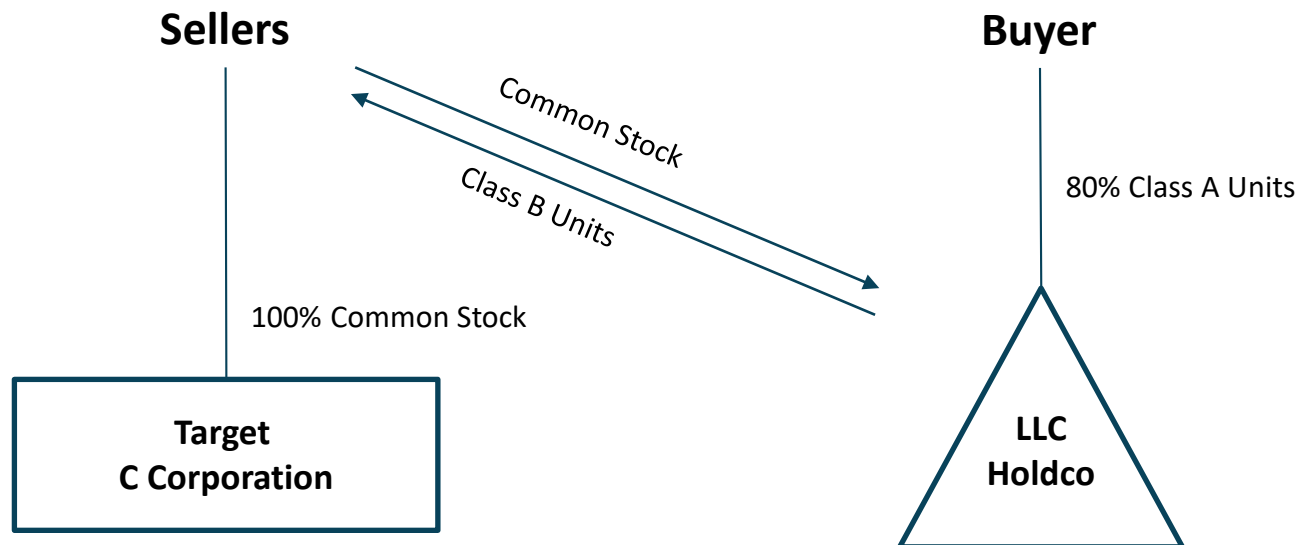 Sellers
Buyer
Common Stock
Class B Units
80% Class A Units
100% Common Stock
Target
C Corporation
LLC
Holdco